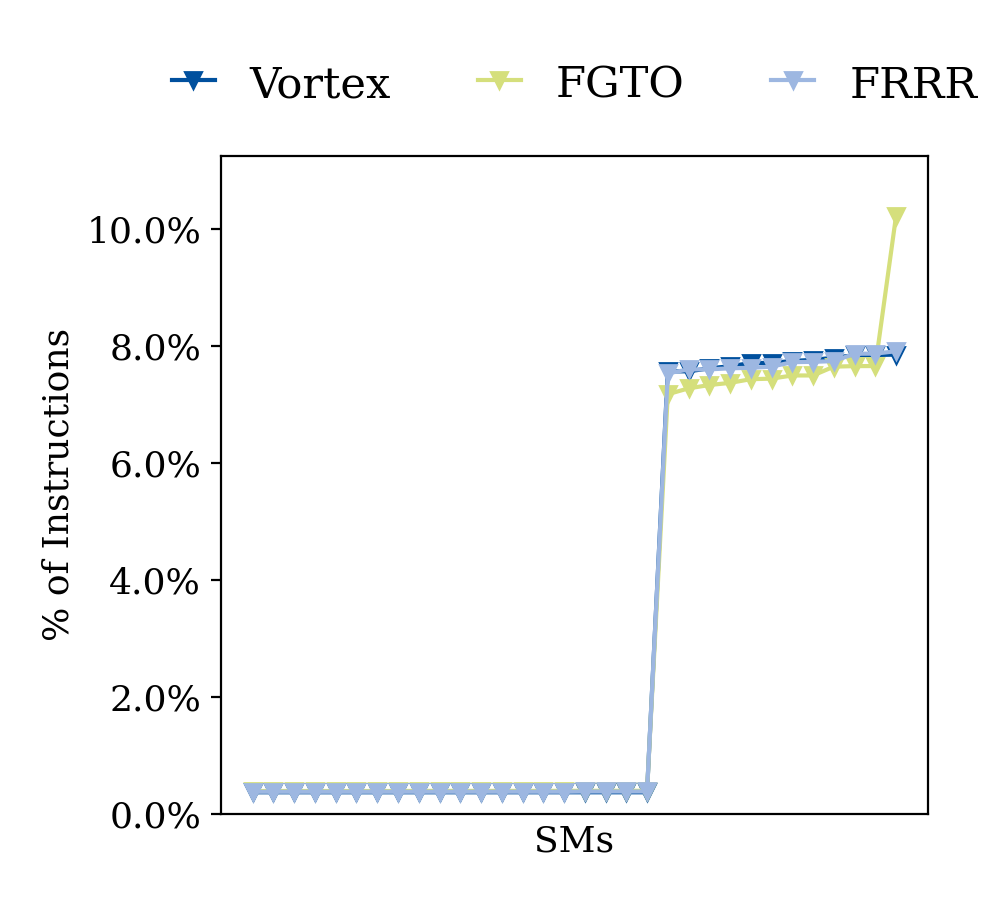 Vortex FGTO FRRR
10.0%
8.0%
6.0%
4.0%
2.0%
0.0%
% of Instructions
SMs